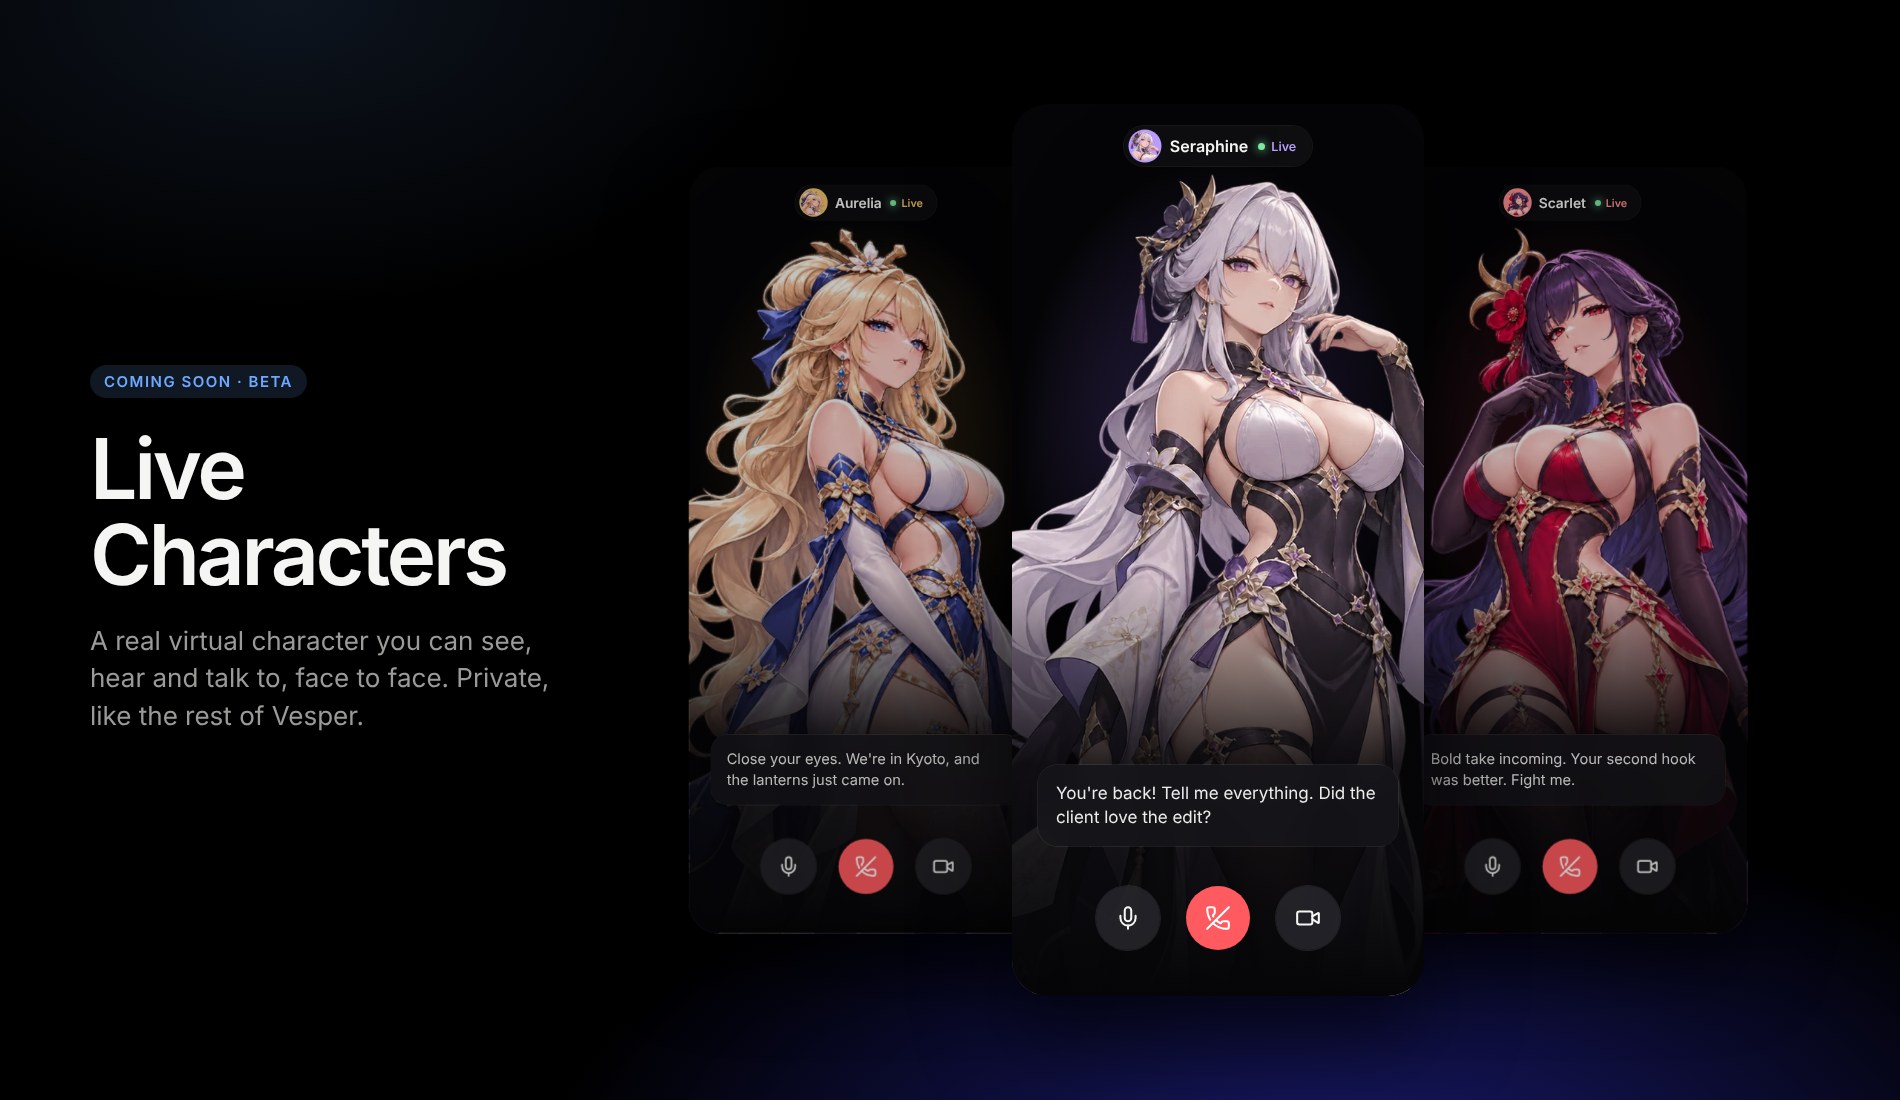 COMING SOON · BETA
Live
Characters
A real virtual character you can see,
hear and talk to, face to face. Private,
like the rest of Vesper.
Aurelia Live
Close your eyes. We're in Kyoto, and
the lanterns just came on.
Seraphine Live
You're back! Tell me everything. Did the
client love the edit?
Scarlet Live
Bold take incoming. Your second hook
was better. Fight me.